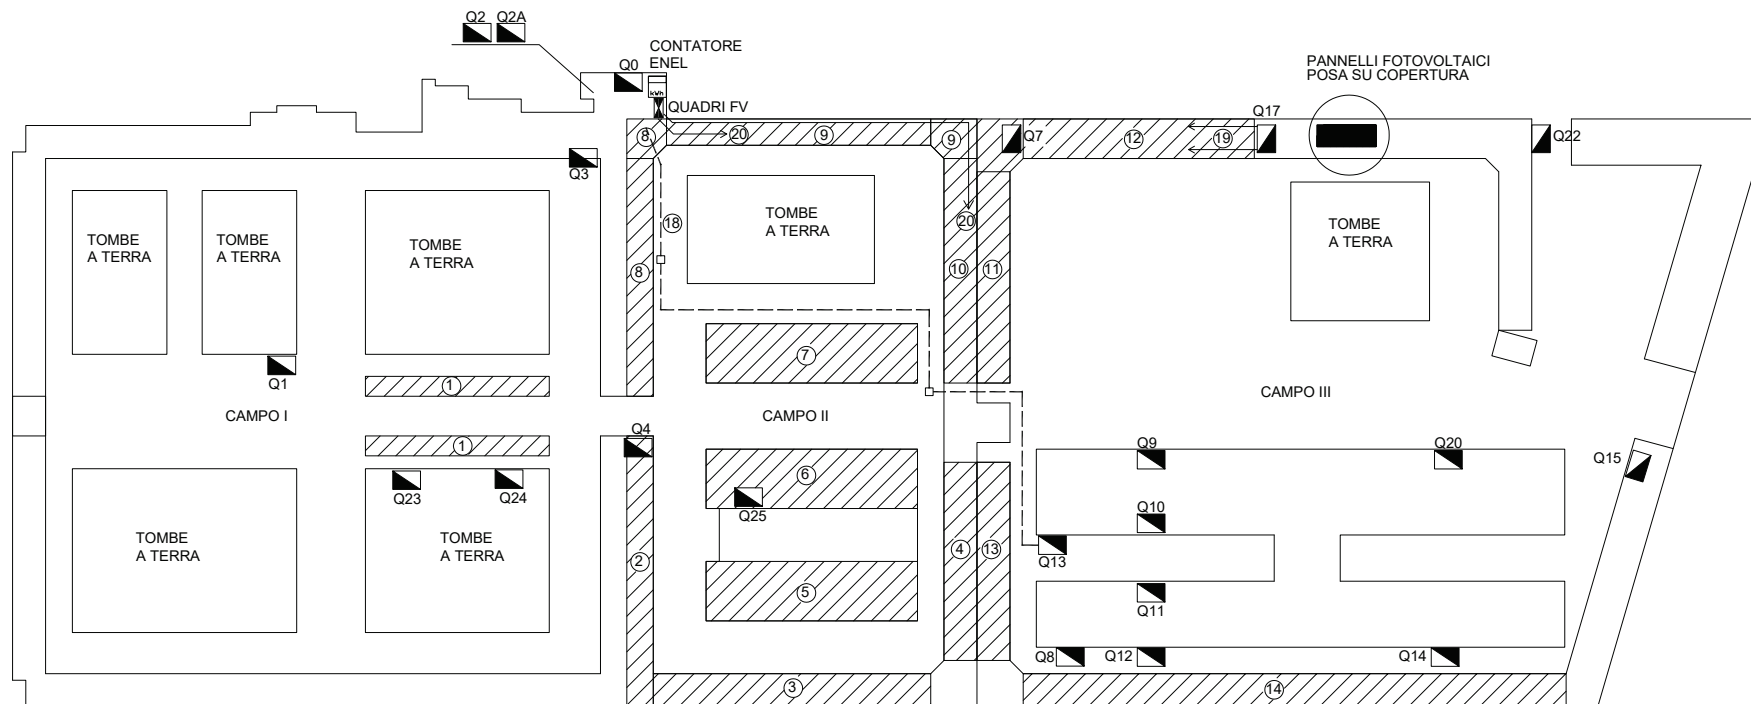 Q2 Q2A
CONTATORE
ENEL
Q0
kWh
QUADRI FV
PANNELLI FOTOVOLTAICI
POSA SU COPERTURA
8
20
9
9
Q7
12
19
Q17
Q22
Q3
TOMBE
A TERRA
TOMBE
A TERRA
TOMBE
A TERRA
18
TOMBE
A TERRA
20
TOMBE
A TERRA
8
10
11
7
Q1
1
CAMPO I
CAMPO II
CAMPO III
1
Q4
Q9
Q20
Q15
Q23
Q24
6
Q25
Q10
TOMBE
A TERRA
TOMBE
A TERRA
2
4
13
Q13
5
Q11
Q8
Q12
Q14
3
14